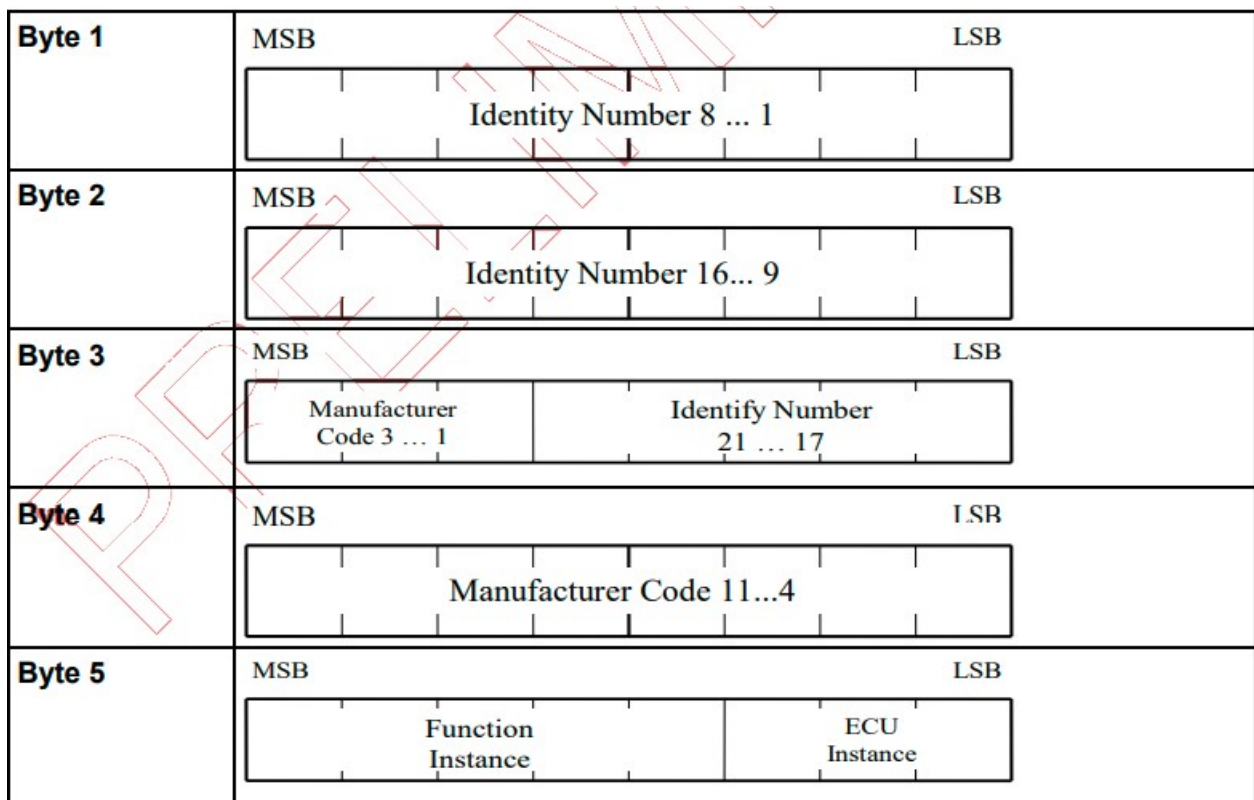 Byte 1
MSB LSB
Identity Number 8 ... 1
Byte 2
MSB LSB
Identity Number 16... 9
Byte 3
MSB LSB
Manufacturer Identify Number
Code 3 … 1 21 … 17
Byte 4
MSB LSB
Manufacturer Code 11...4
Byte 5
MSB LSB
Function ECU
Instance Instance